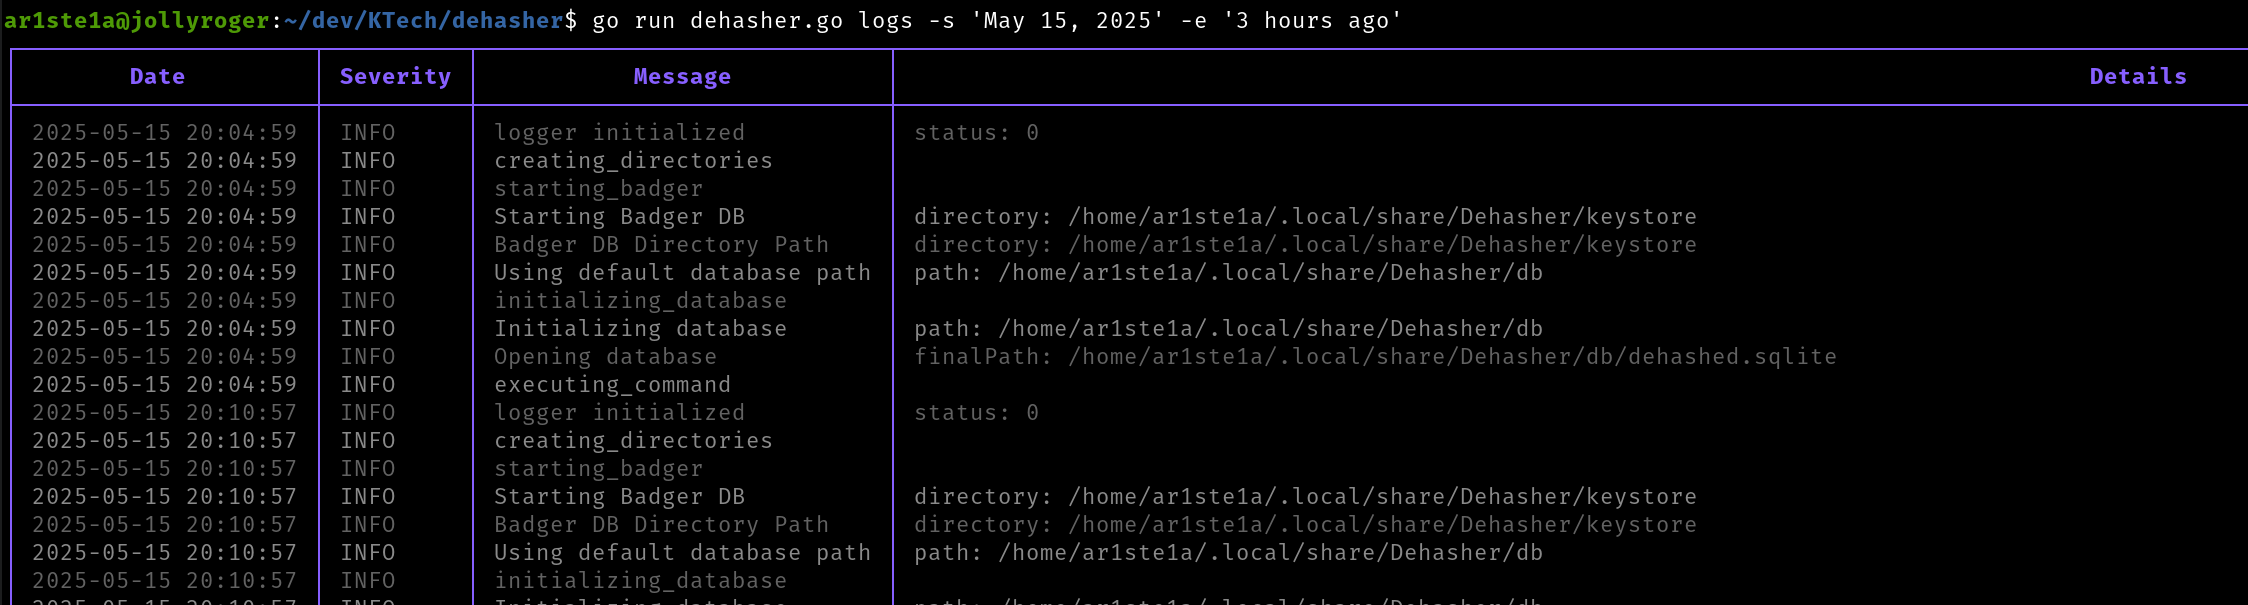 ar1ste1a@jollyroger:~/dev/KTech/dehasher$ go run dehasher.go logs -s 'May 15, 2025' -e '3 hours ago'
Date Severity Message Details
2025-05-15 20:04:59 INFO logger initialized status: 0
2025-05-15 20:04:59 INFO creating_directories
2025-05-15 20:04:59 INFO starting_badger
2025-05-15 20:04:59 INFO Starting Badger DB directory: /home/ar1ste1a/.local/share/Dehasher/keystore
2025-05-15 20:04:59 INFO Badger DB Directory Path directory: /home/ar1ste1a/.local/share/Dehasher/keystore
2025-05-15 20:04:59 INFO Using default database path path: /home/ar1ste1a/.local/share/Dehasher/db
2025-05-15 20:04:59 INFO initializing_database
2025-05-15 20:04:59 INFO Initializing database path: /home/ar1ste1a/.local/share/Dehasher/db
2025-05-15 20:04:59 INFO Opening database finalPath: /home/ar1ste1a/.local/share/Dehasher/db/dehashed.sqlite
2025-05-15 20:04:59 INFO executing_command
2025-05-15 20:10:57 INFO logger initialized status: 0
2025-05-15 20:10:57 INFO creating_directories
2025-05-15 20:10:57 INFO starting_badger
2025-05-15 20:10:57 INFO Starting Badger DB directory: /home/ar1ste1a/.local/share/Dehasher/keystore
2025-05-15 20:10:57 INFO Badger DB Directory Path directory: /home/ar1ste1a/.local/share/Dehasher/keystore
2025-05-15 20:10:57 INFO Using default database path path: /home/ar1ste1a/.local/share/Dehasher/db
2025-05-15 20:10:57 INFO initializing_database